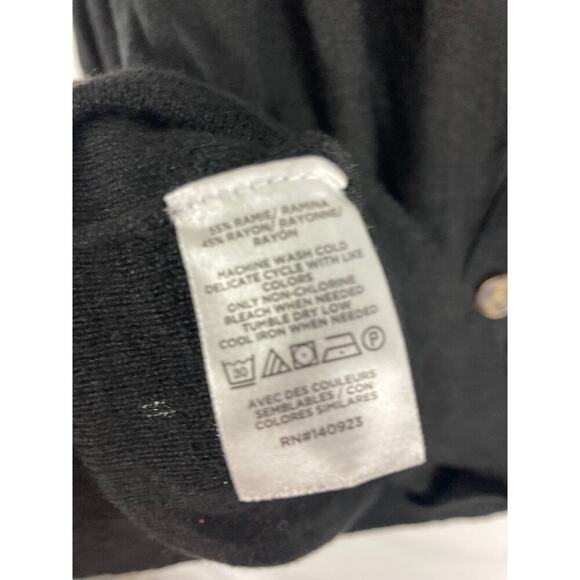 55% RAMIE/ RAMINA
45% RAYON/ RAYONNE/
RAYÓN
MACHINE WASH COLD
DELICATE CYCLE WITH LIKE
COLORS
ONLY NON-CHLORINE
BLEACH WHEN NEEDED
TUMBLE DRY LOW
COOL IRON WHEN NEEDED
30 P
AVEC DES COULEURS
SEMBLABLES / CON
COLORES SIMILARES
RN#140923